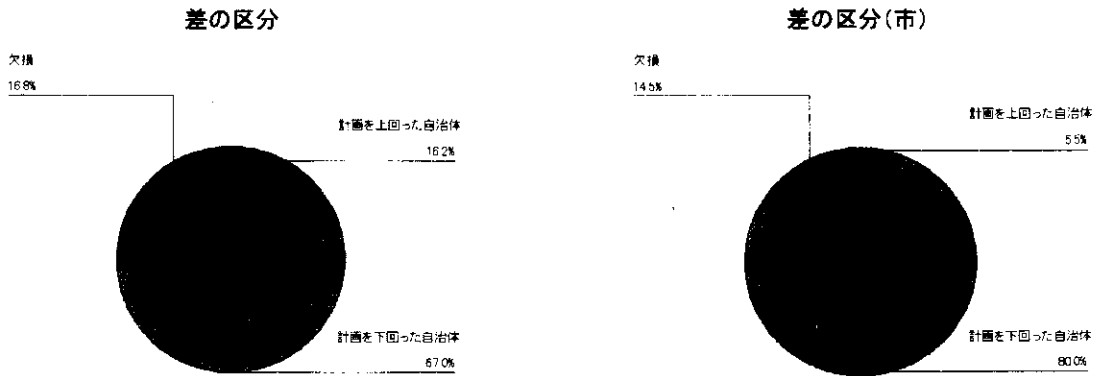 差の区分
欠損
16.8%
計画を上回った自治体
16.2%
計画を下回った自治体
67.0%
差の区分(市)
欠損
14.5%
計画を上回った自治体
5.5%
計画を下回った自治体
80.0%